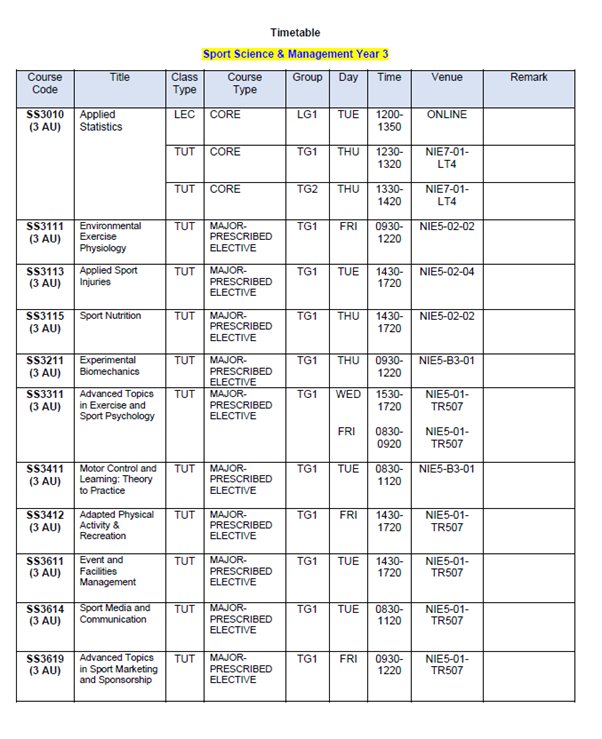 Timetable
Sport Science & Management Year 3
Course Code Title Class Type Course Type Group Day Time Venue Remark
SS3010 (3 AU) Applied Statistics LEC CORE LG1 TUE 1200-1350 ONLINE
TUT CORE TG1 THU 1230-1320 NIE7-01-LT4
TUT CORE TG2 THU 1330-1420 NIE7-01-LT4
SS3111 (3 AU) Environmental Exercise Physiology TUT MAJOR-PRESCRIBED ELECTIVE TG1 FRI 0930-1220 NIE5-02-02
SS3113 (3 AU) Applied Sport Injuries TUT MAJOR-PRESCRIBED ELECTIVE TG1 TUE 1430-1720 NIE5-02-04
SS3115 (3 AU) Sport Nutrition TUT MAJOR-PRESCRIBED ELECTIVE TG1 THU 1430-1720 NIE5-02-02
SS3211 (3 AU) Experimental Biomechanics TUT MAJOR-PRESCRIBED ELECTIVE TG1 THU 0930-1220 NIE5-B3-01
SS3311 (3 AU) Advanced Topics in Exercise and Sport Psychology TUT MAJOR-PRESCRIBED ELECTIVE TG1 WED 1530-1720 NIE5-01-TR507
FRI 0830-0920 NIE5-01-TR507
SS3411 (3 AU) Motor Control and Learning: Theory to Practice TUT MAJOR-PRESCRIBED ELECTIVE TG1 TUE 0830-1120 NIE5-B3-01
SS3412 (3 AU) Adapted Physical Activity & Recreation TUT MAJOR-PRESCRIBED ELECTIVE TG1 FRI 1430-1720 NIE5-01-TR507
SS3611 (3 AU) Event and Facilities Management TUT MAJOR-PRESCRIBED ELECTIVE TG1 TUE 1430-1720 NIE5-01-TR507
SS3614 (3 AU) Sport Media and Communication TUT MAJOR-PRESCRIBED ELECTIVE TG1 TUE 0830-1120 NIE5-01-TR507
SS3619 (3 AU) Advanced Topics in Sport Marketing and Sponsorship TUT MAJOR-PRESCRIBED ELECTIVE TG1 FRI 0930-1220 NIE5-01-TR507